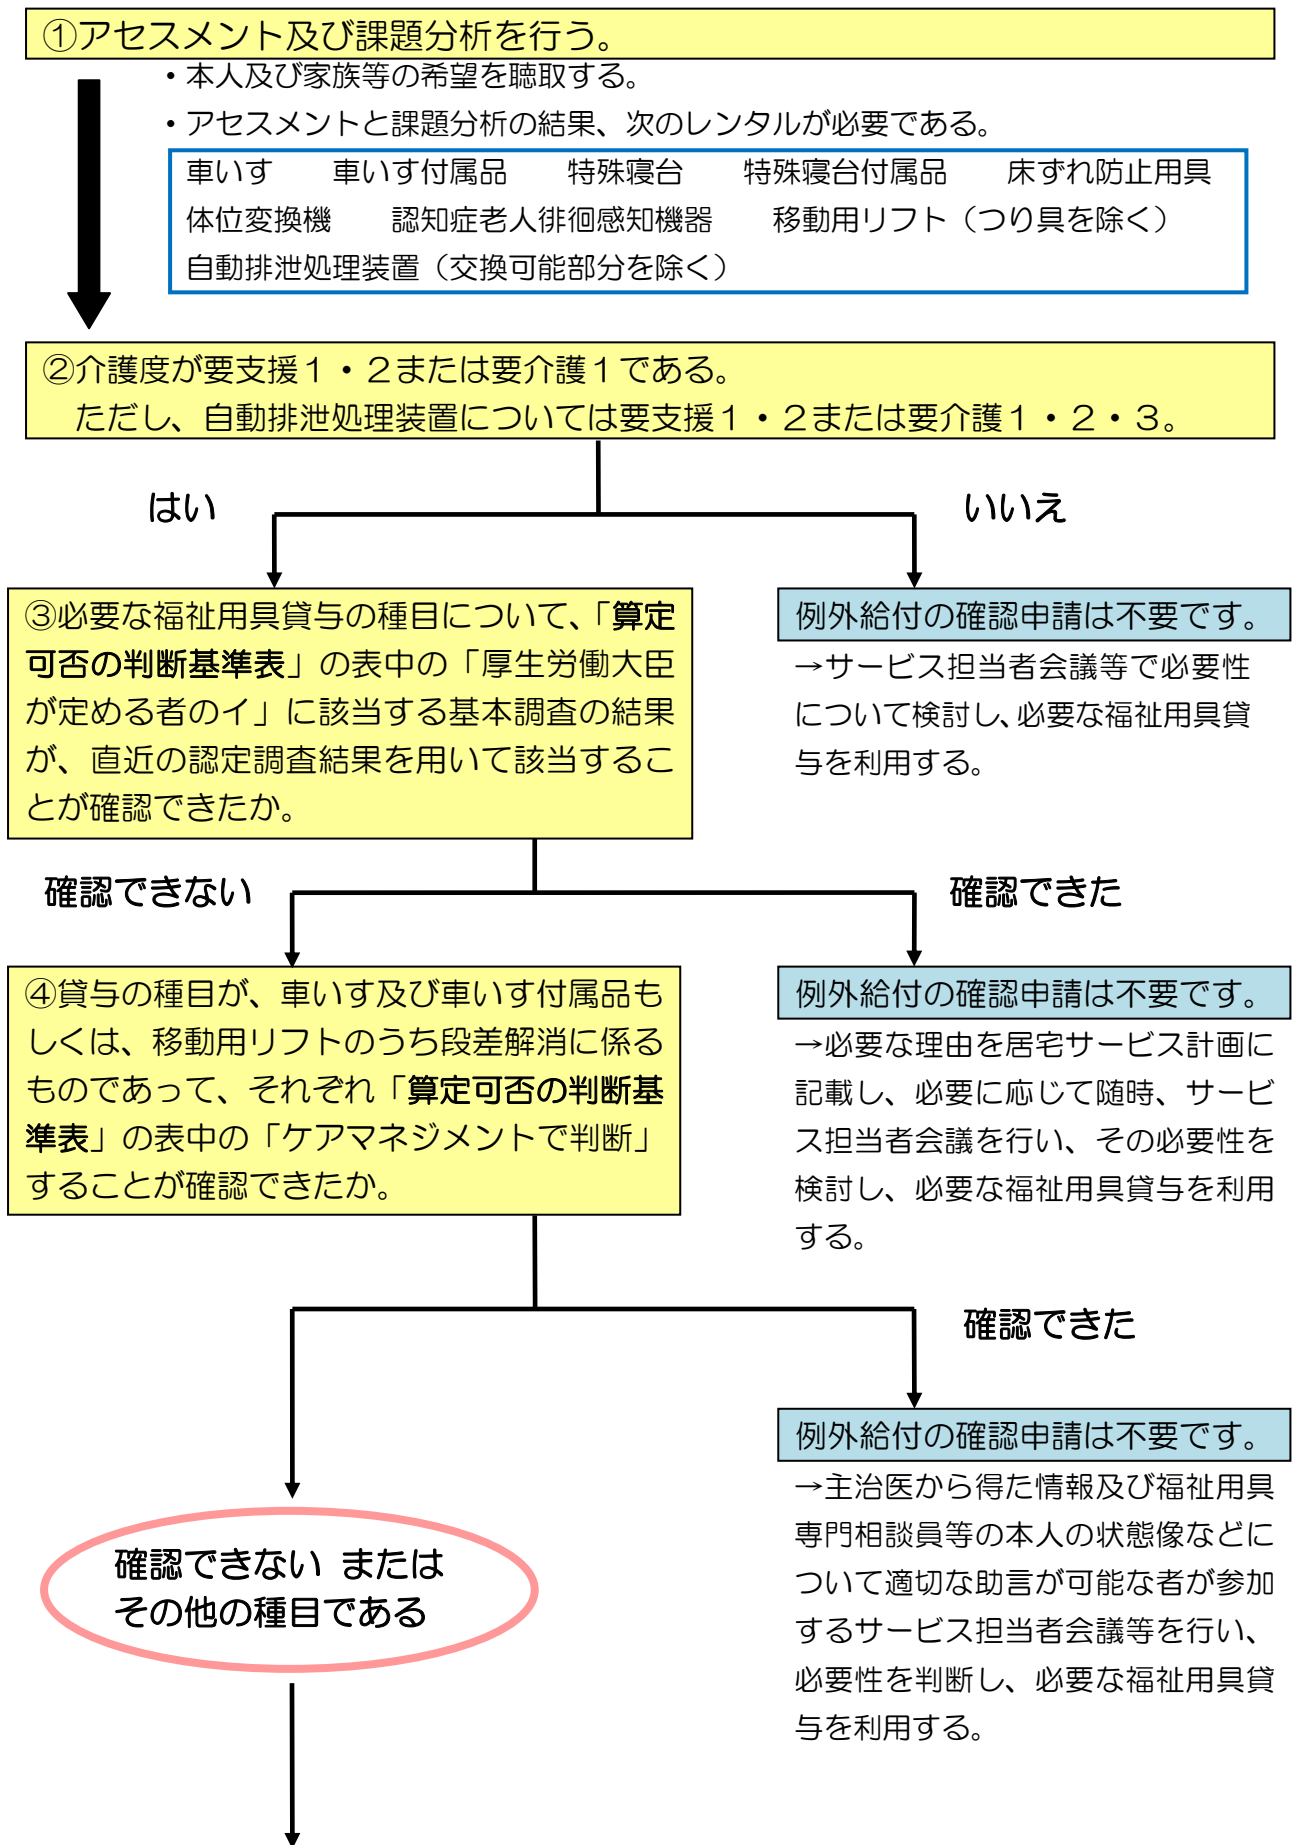 ①アセスメント及び課題分析を行う。
・本人及び家族等の希望を聴取する。
・アセスメントと課題分析の結果、次のレンタルが必要である。
車いす　車いす付属品　特殊寝台　特殊寝台付属品　床ずれ防止用具
体位変換機　認知症老人徘徊感知機器　移動用リフト（つり具を除く）
自動排泄処理装置（交換可能部分を除く）
②介護度が要支援１・２または要介護１である。
ただし、自動排泄処理装置については要支援１・２または要介護１・２・３。
はい
いいえ
③必要な福祉用具貸与の種目について、「算定
可否の判断基準表」の表中の「厚生労働大臣
が定める者のイ」に該当する基本調査の結果
が、直近の認定調査結果を用いて該当するこ
とが確認できたか。
例外給付の確認申請は不要です。
→サービス担当者会議等で必要性
について検討し、必要な福祉用具貸
与を利用する。
確認できない
確認できた
④貸与の種目が、車いす及び車いす付属品も
しくは、移動用リフトのうち段差解消に係る
ものであって、それぞれ「算定可否の判断基
準表」の表中の「ケアマネジメントで判断」
することが確認できたか。
例外給付の確認申請は不要です。
→必要な理由を居宅サービス計画に
記載し、必要に応じて随時、サービ
ス担当者会議を行い、その必要性を
検討し、必要な福祉用具貸与を利用
する。
確認できた
確認できない または
その他の種目である
例外給付の確認申請は不要です。
→主治医から得た情報及び福祉用具
専門相談員等の本人の状態像などに
ついて適切な助言が可能な者が参加
するサービス担当者会議等を行い、
必要性を判断し、必要な福祉用具貸
与を利用する。